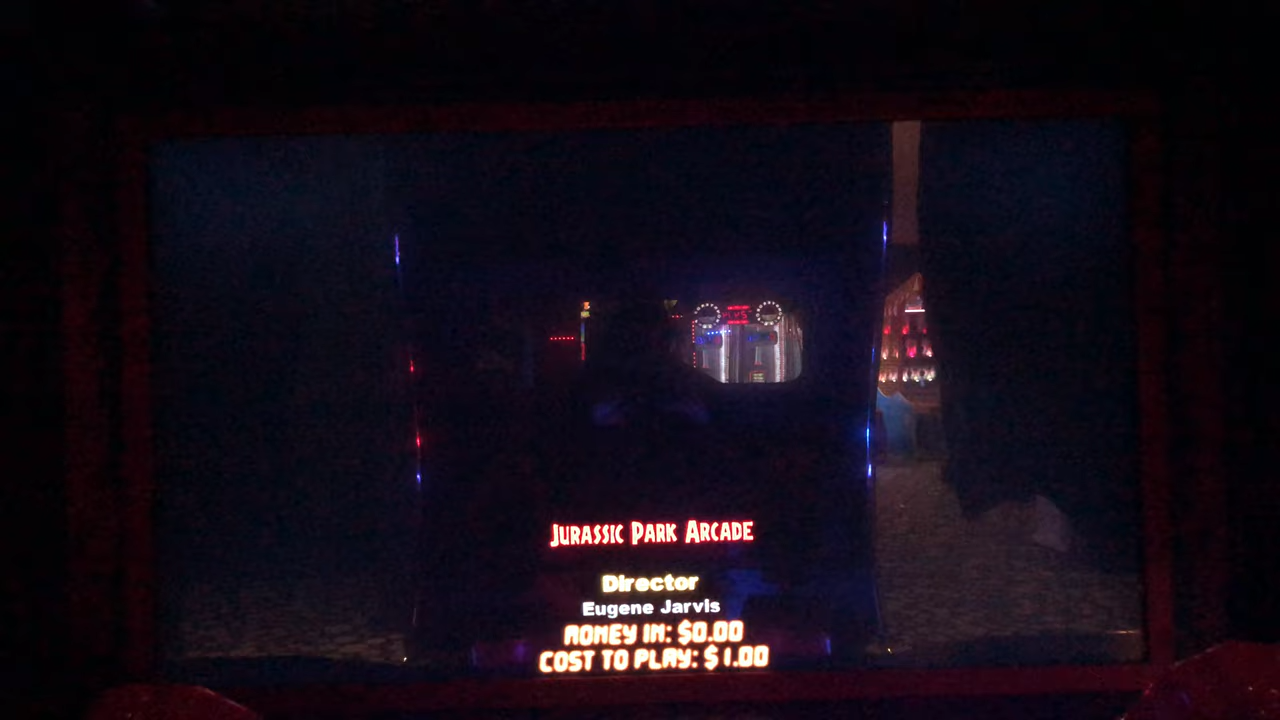 Jurassic Park Arcade
Director
Eugene Jarvis
MONEY IN: $0.00
COST TO PLAY: $1.00